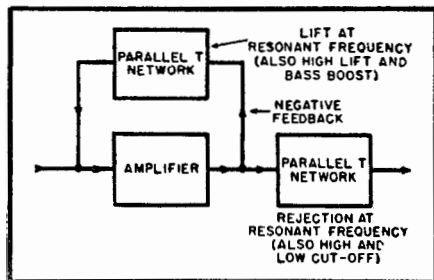 LIFT AT
RESONANT FREQUENCY
(ALSO HIGH LIFT AND
BASS BOOST)
PARALLEL T
NETWORK
NEGATIVE
FEEDBACK
AMPLIFIER
PARALLEL T
NETWORK
REJECTION AT
RESONANT FREQUENCY
(ALSO HIGH AND
LOW CUT-OFF)